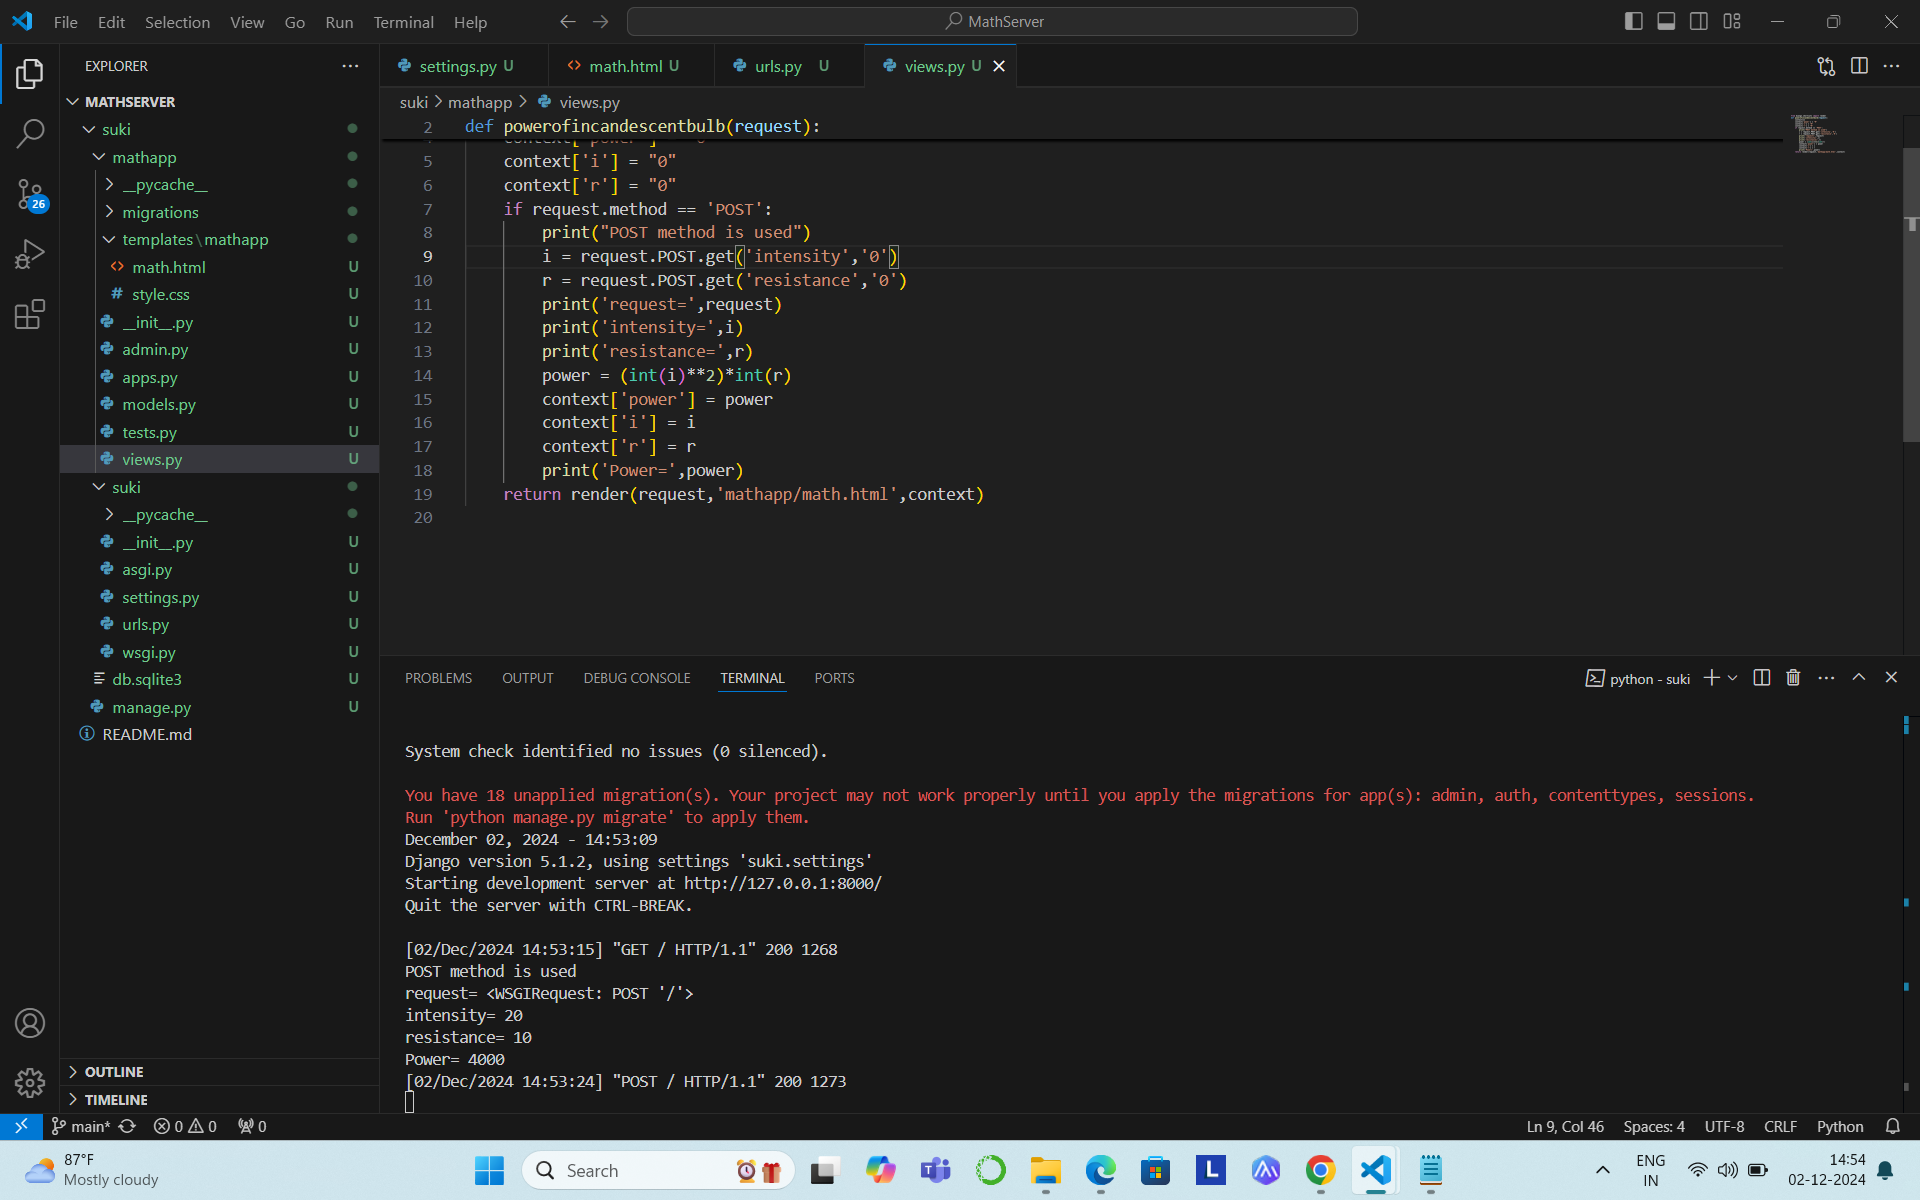 File Edit Selection View Go Run Terminal Help
MathServer
EXPLORER
MATHSERVER
suki
mathapp
__pycache__
migrations
templates\mathapp
math.html U
style.css U
__init__.py U
admin.py U
apps.py U
models.py U
tests.py U
views.py U
suki
__pycache__
__init__.py U
asgi.py U
settings.py U
urls.py U
wsgi.py U
db.sqlite3 U
manage.py U
README.md
OUTLINE
TIMELINE
26
settings.py U math.html U urls.py U views.py U
suki > mathapp > views.py
2 def powerofincandescentbulb(request):
5 context['i'] = "0"
6 context['r'] = "0"
7 if request.method == 'POST':
8 print("POST method is used")
9 i = request.POST.get('intensity','0')
10 r = request.POST.get('resistance','0')
11 print('request=',request)
12 print('intensity=',i)
13 print('resistance=',r)
14 power = (int(i)**2)*int(r)
15 context['power'] = power
16 context['i'] = i
17 context['r'] = r
18 print('Power=',power)
19 return render(request,'mathapp/math.html',context)
20
PROBLEMS OUTPUT DEBUG CONSOLE TERMINAL PORTS
python - suki
System check identified no issues (0 silenced).
You have 18 unapplied migration(s). Your project may not work properly until you apply the migrations for app(s): admin, auth, contenttypes, sessions.
Run 'python manage.py migrate' to apply them.
December 02, 2024 - 14:53:09
Django version 5.1.2, using settings 'suki.settings'
Starting development server at http://127.0.0.1:8000/
Quit the server with CTRL-BREAK.
[02/Dec/2024 14:53:15] "GET / HTTP/1.1" 200 1268
POST method is used
request= <WSGIRequest: POST '/'>
intensity= 20
resistance= 10
Power= 4000
[02/Dec/2024 14:53:24] "POST / HTTP/1.1" 200 1273
main* 0 0 0
Ln 9, Col 46 Spaces: 4 UTF-8 CRLF Python
87°F
Mostly cloudy
Search
L
ENG
IN
14:54
02-12-2024